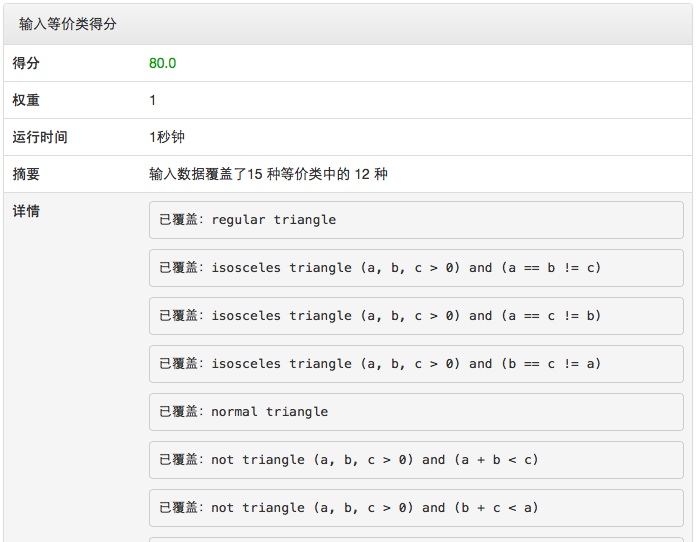 输入等价类得分
得分 80.0
权重 1
运行时间 1秒钟
摘要 输入数据覆盖了15 种等价类中的 12 种
详情 已覆盖: regular triangle
已覆盖: isosceles triangle (a, b, c > 0) and (a == b != c)
已覆盖: isosceles triangle (a, b, c > 0) and (a == c != b)
已覆盖: isosceles triangle (a, b, c > 0) and (b == c != a)
已覆盖: normal triangle
已覆盖: not triangle (a, b, c > 0) and (a + b < c)
已覆盖: not triangle (a, b, c > 0) and (b + c < a)